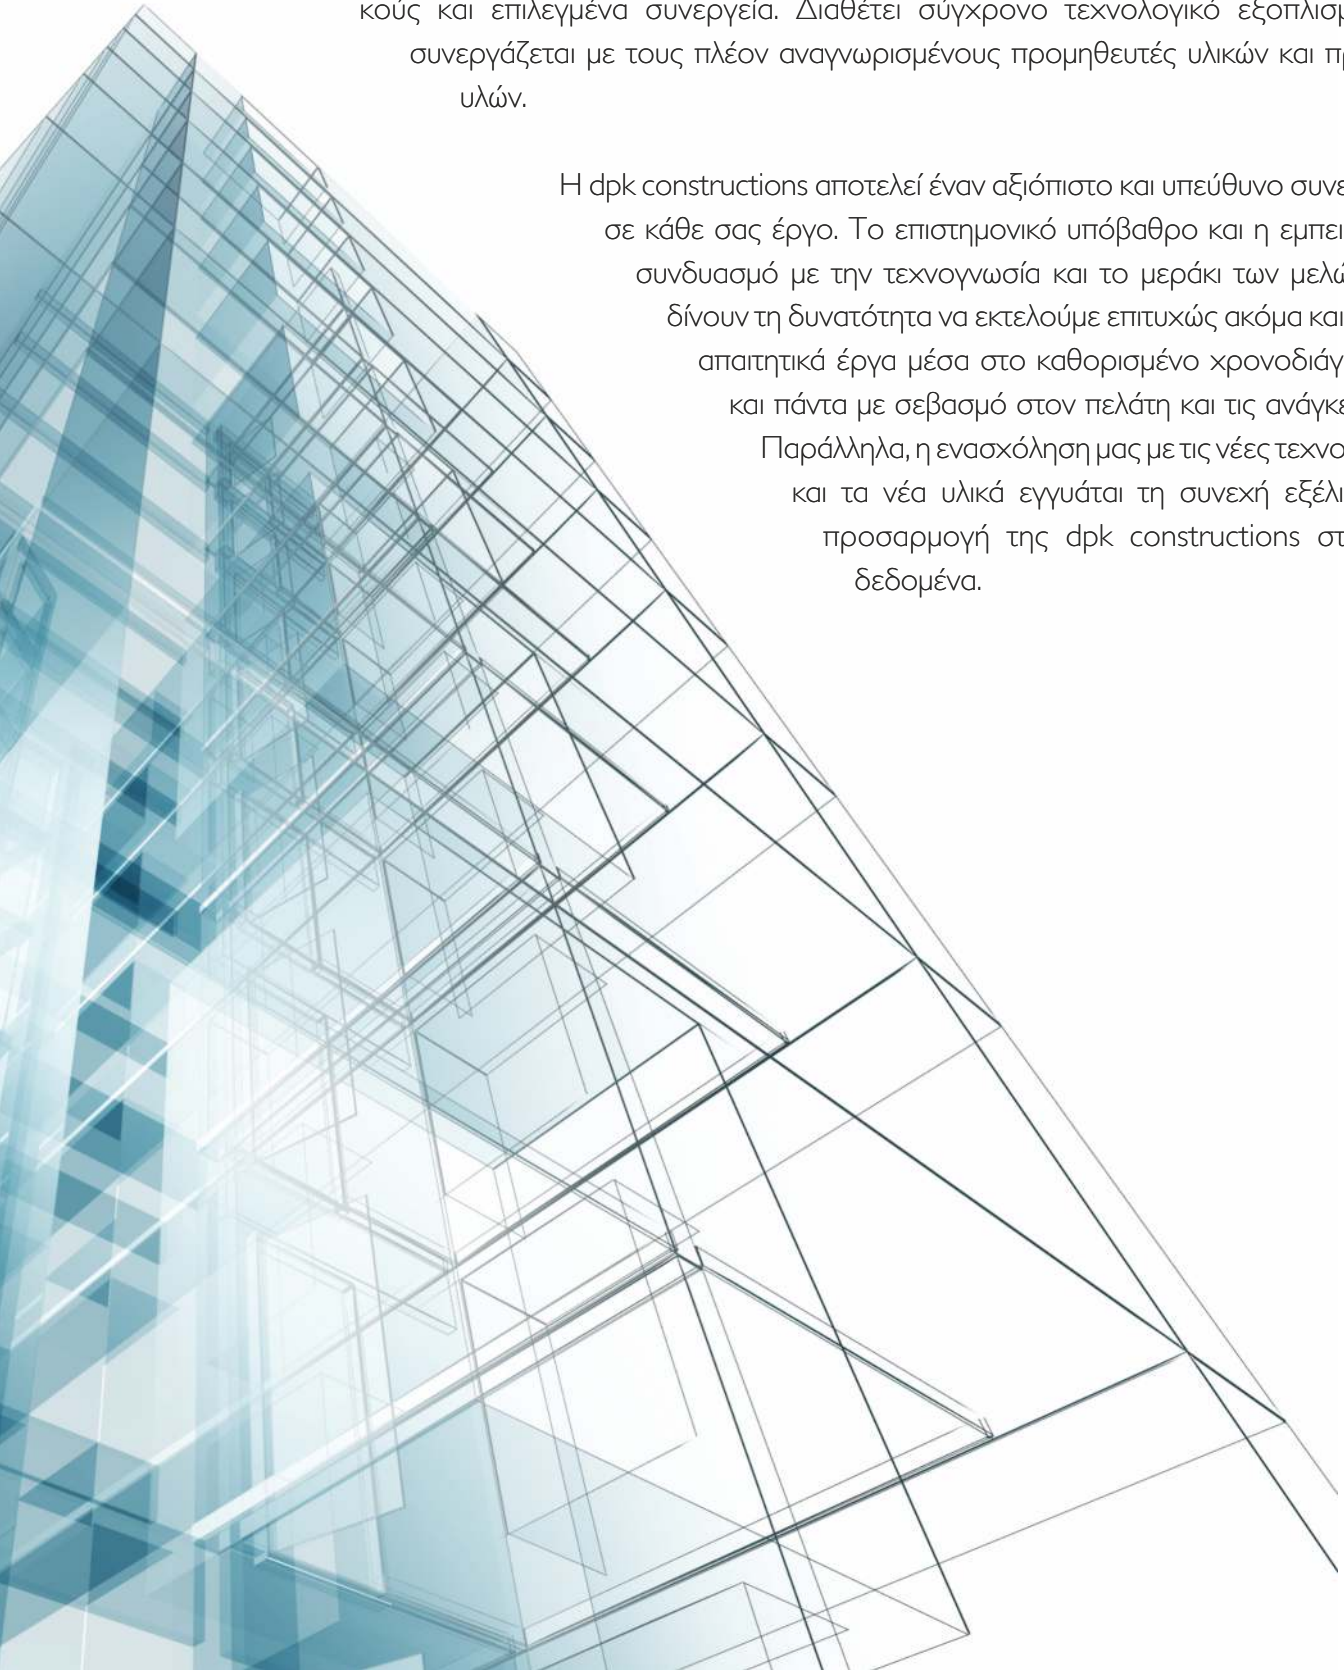 κούς και επιλεγμένα συνεργεία. Διαθέτει σύγχρονο τεχνολογικό
συνεργάζεται με τους πλέον αναγνωρισμένους προμηθευτές υλικών και
υλών.
Η dpk constructions αποτελεί έναν αξιόπιστο και υπεύθυνο
σε κάθε σας έργο. Το επιστημονικό υπόβαθρο και η
συνδυασμό με την τεχνογνωσία και το μεράκι των
δίνουν τη δυνατότητα να εκτελούμε επιτυχώς ακόμα και
απαιτητικά έργα μέσα στο καθορισμένο
και πάντα με σεβασμό στον πελάτη και τις
Παράλληλα, η ενασχόληση μας με τις νέες
και τα νέα υλικά εγγυάται τη συνεχή
προσαρμογή της dpk constructions
δεδομένα.